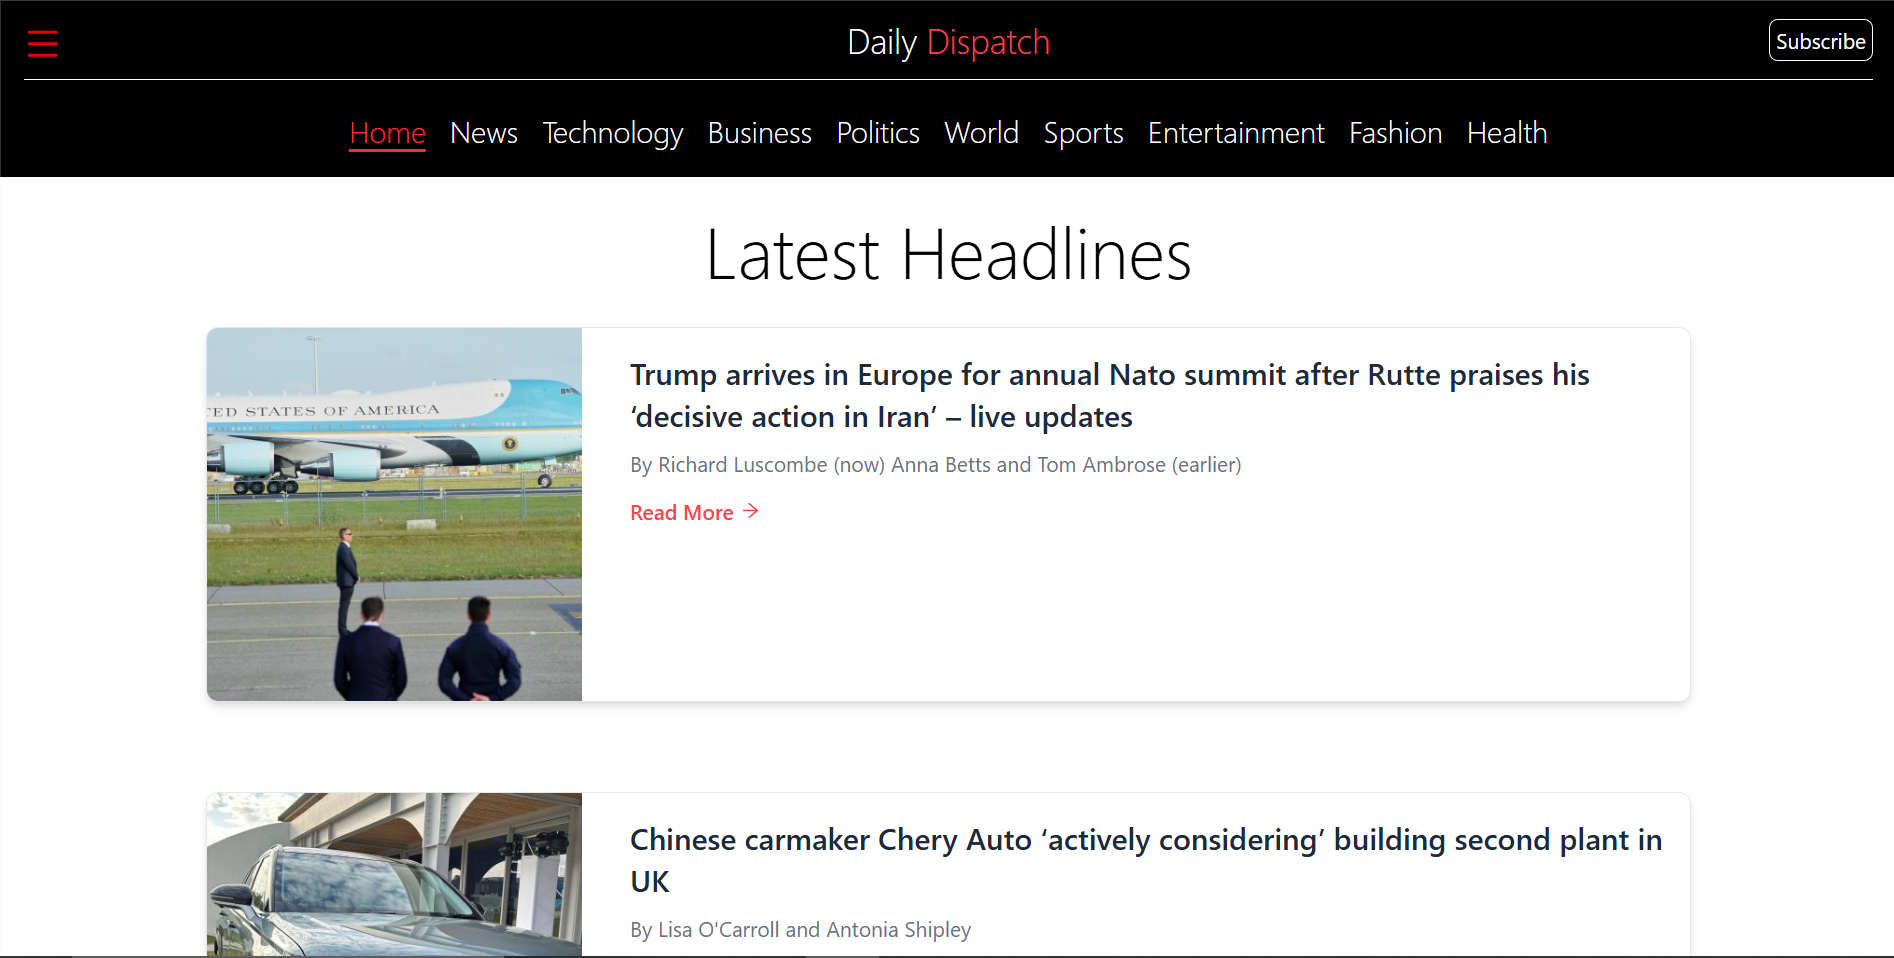 Daily Dispatch
Subscribe
Home News Technology Business Politics World Sports Entertainment Fashion Health
Latest Headlines
TED STATES OF AMERICA
Trump arrives in Europe for annual Nato summit after Rutte praises his
‘decisive action in Iran’ – live updates
By Richard Luscombe (now) Anna Betts and Tom Ambrose (earlier)
Read More
Chinese carmaker Chery Auto ‘actively considering’ building second plant in
UK
By Lisa O'Carroll and Antonia Shipley